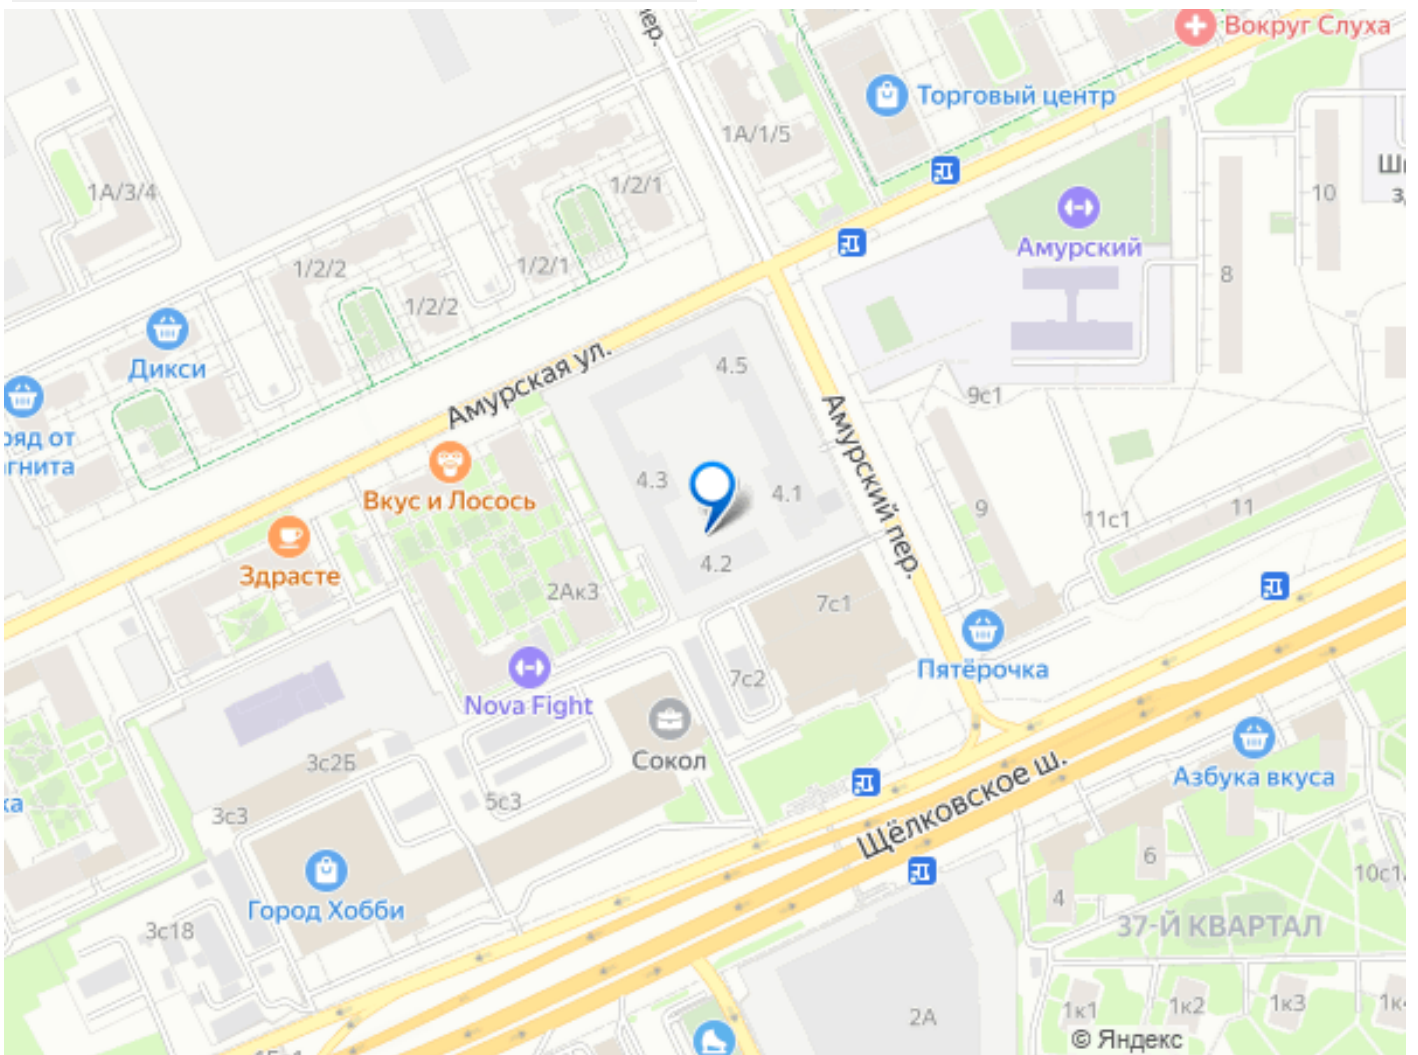 Вокруг Слуха
пер.
Торговый центр
1А/1/5
1А/3/4
1/2/1
10
Амурский
1/2/2
1/2/1
8
1/2/2
Дикси
4.5
Амурская ул.
9с1
Амурский пер.
Вкус и Лосось
4.3
4.1
9
11с1
11
Здрасте
4.2
2Ак3
7с1
Пятёрочка
7с2
Nova Fight
Сокол
3с25
5с3
3с3
Азбука вкуса
Щёлковское ш.
6
4
10с1
Город Хобби
3с18
37-Й КВАРТАЛ
2А
1к1
1к2
1к3
© Яндекс